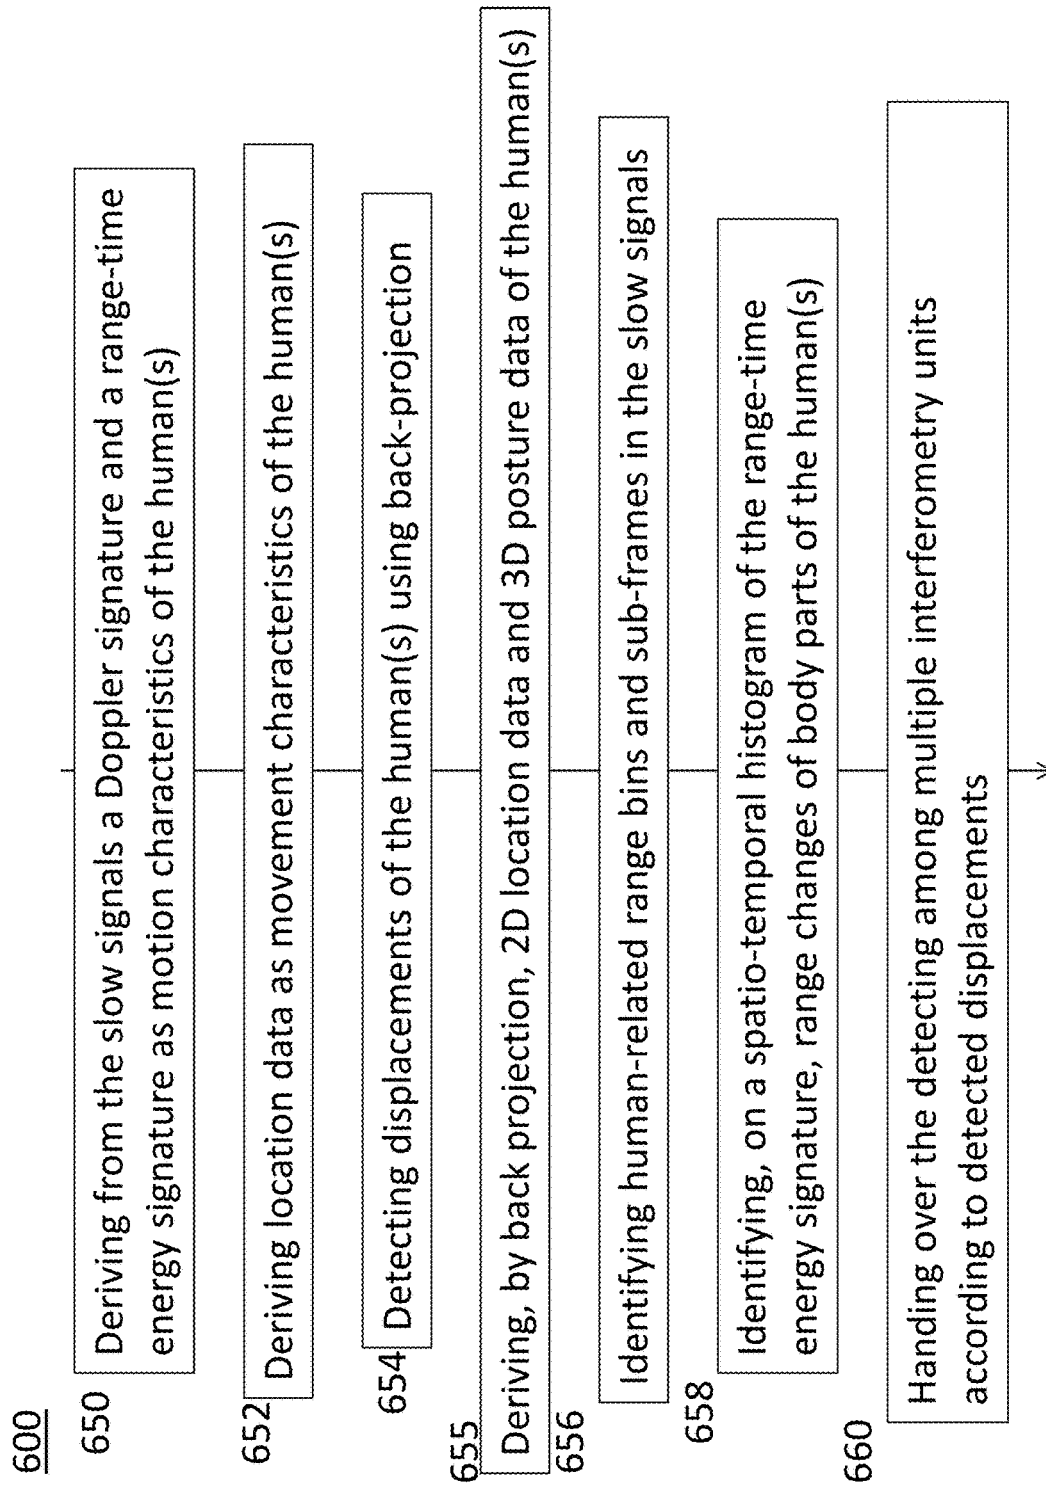 600
650
Deriving from the slow signals a Doppler signature and a range-time
energy signature as motion characteristics of the human(s)
652
Deriving location data as movement characteristics of the human(s)
654
Detecting displacements of the human(s) using back-projection
655
Deriving, by back projection, 2D location data and 3D posture data of the human(s)
656
Identifying human-related range bins and sub-frames in the slow signals
658
Identifying, on a spatio-temporal histogram of the range-time
energy signature, range changes of body parts of the human(s)
660
Handing over the detecting among multiple interferometry units
according to detected displacements